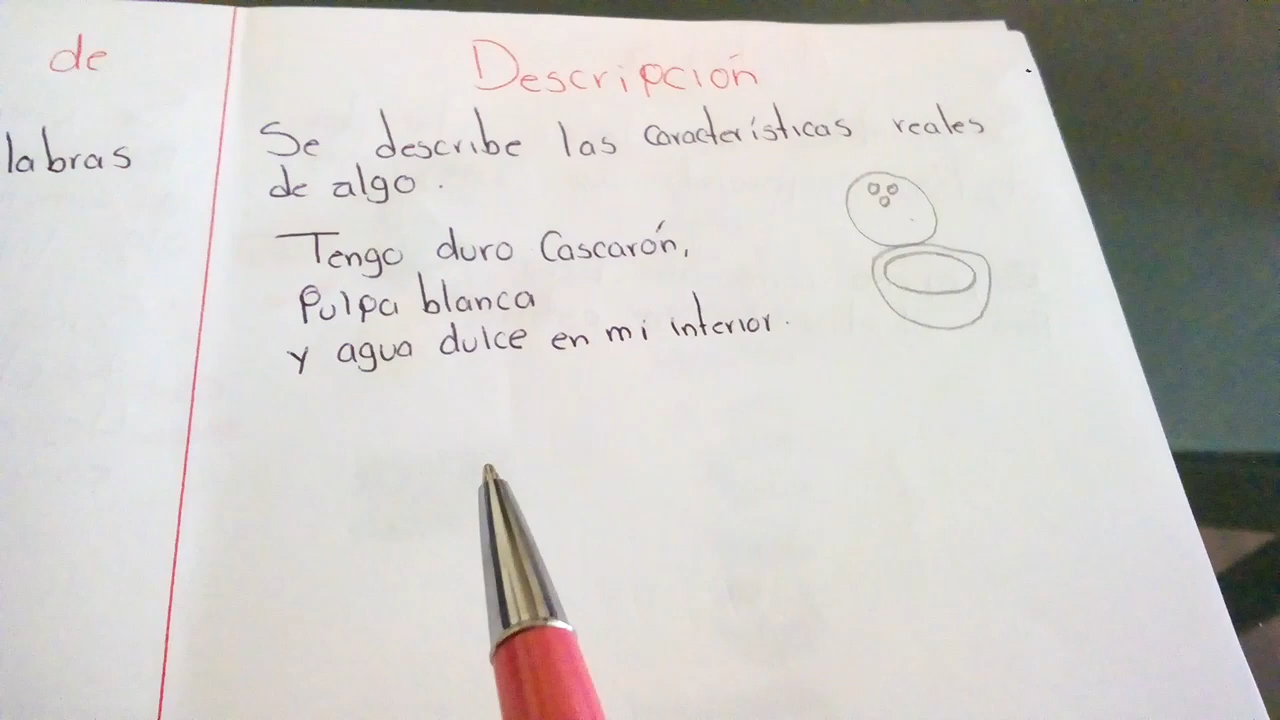 de
labras
Descripción
Se describe las características reales
de algo.
Tengo duro Cascarón,
Pulpa blanca
y agua dulce en mi interior.